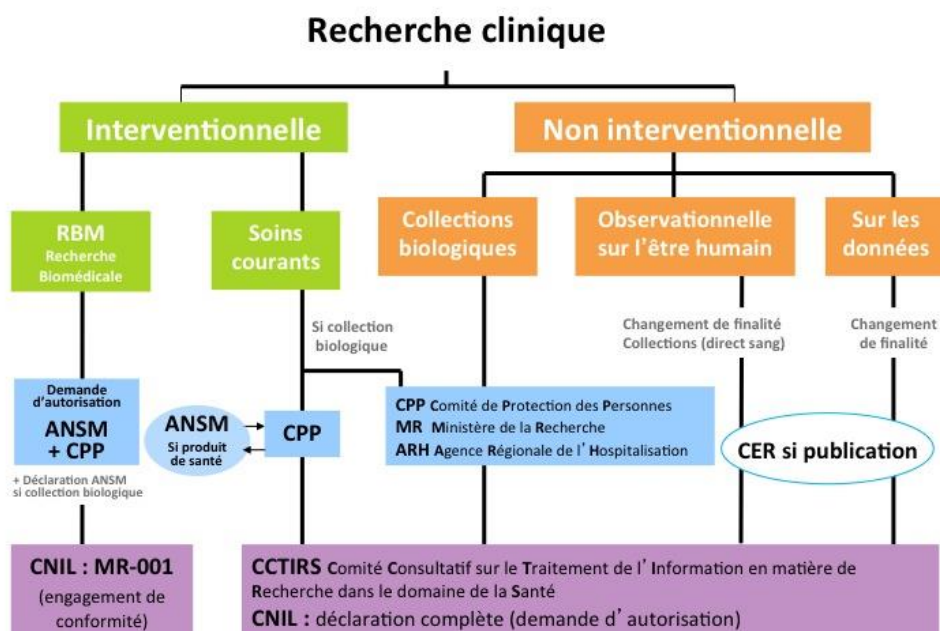 Recherche clinique
Interventionnelle
Non interventionnelle
RBM
Recherche
Biomédicale
Soins
courants
Collections
biologiques
Observationnelle
sur l'être humain
Sur les
données
Si collection
biologique
Changement de finalité
Collections (direct sang)
Changement
de finalité
Demande
d'autorisation
ANSM
+ CPP
+ Déclaration ANSM
si collection biologique
ANSM
Si produit
de santé
CPP
CPP Comité de Protection des Personnes
MR Ministère de la Recherche
ARH Agence Régionale de l'Hospitalisation
CER si publication
CNIL : MR-001
(engagement de
conformité)
CCTIRS Comité Consultatif sur le Traitement de l'Information en matière de
Recherche dans le domaine de la Santé
CNIL : déclaration complète (demande d'autorisation)